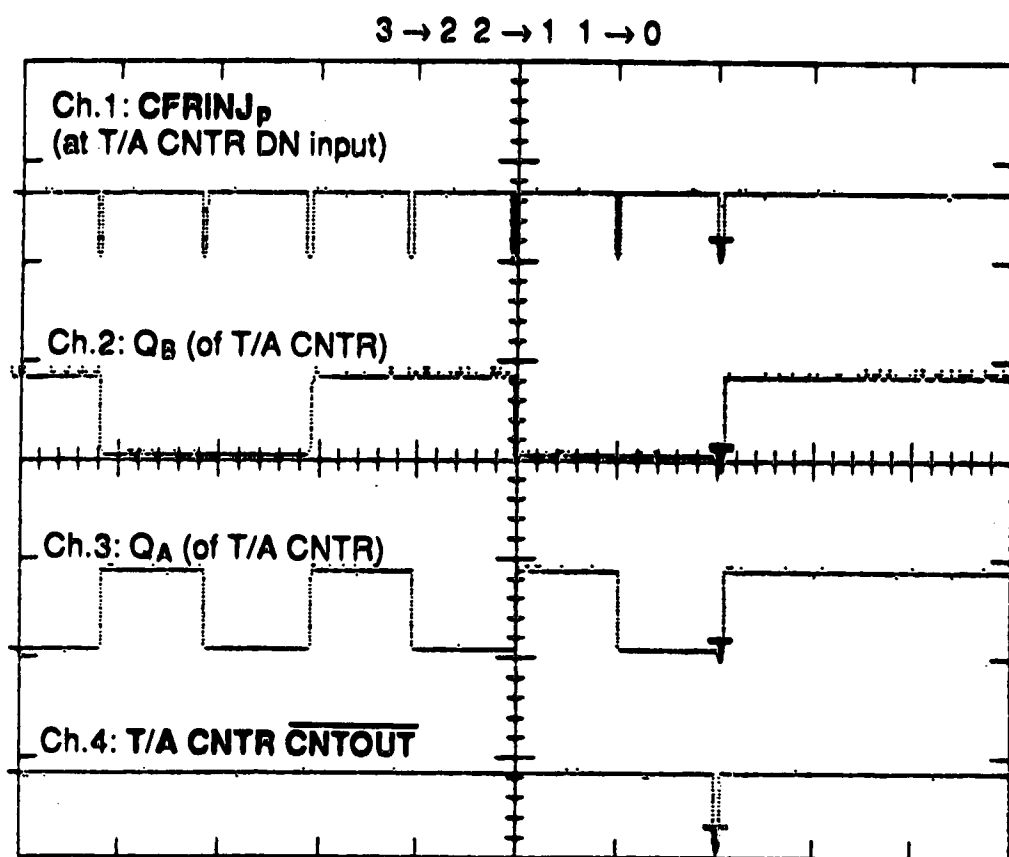 3 → 2 2 → 1 1 → 0
Ch.1: CFRINJp
(at T/A CNTR DN input)
Ch.2: QB (of T/A CNTR)
Ch.3: QA (of T/A CNTR)
Ch.4: T/A CNTR C̅N̅T̅O̅U̅T̅